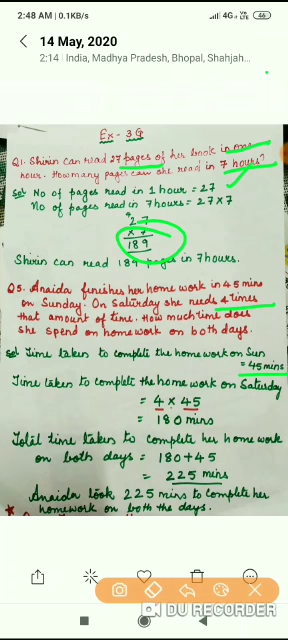 2:48 AM | 0.1KB/s
4G
46
14 May, 2020
2:14 | India, Madhya Pradesh, Bhopal, Shahjah...
Ex - 3G
Q1. Shirin can read 27 pages of her book in one
hour. How many pages can she read in 7 hours?
Sol: No of pages read in 1 hour = 27
No of pages read in 7 hours = 27 × 7
27
× 7
189
Shirin can read 189 pages in 7 hours.
Q5. Anaida finishes her home work in 45 mins
on Sunday. On Saturday she needs 4 times
that amount of time. How much time does
she spend on homework on both days.
Sol Time taken to complete the homework on Sun
= 45 mins
Time taken to complete the home work on Saturday
= 4 × 45
= 180 mins
Total time taken to complete her home work
on both days = 180 + 45
= 225 mins
Anaida took 225 mins to complete her
homework on both the days.
DU RECORDER